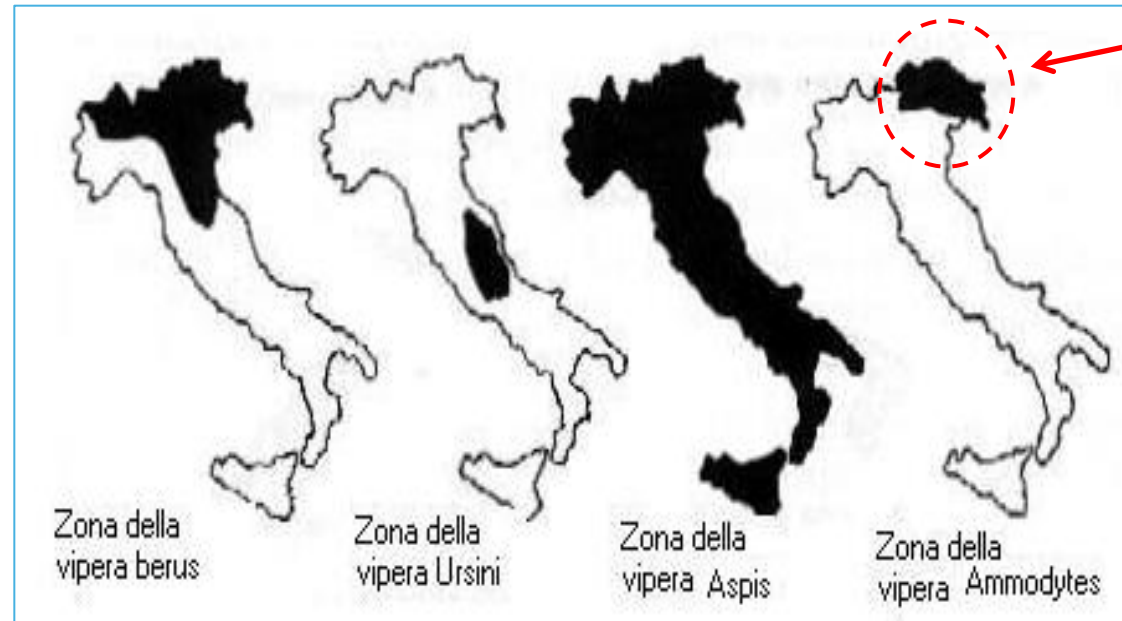 Zona della
vipera berus
Zona della
vipera Ursini
Zona della
vipera Aspis
Zona della
vipera Ammodytes